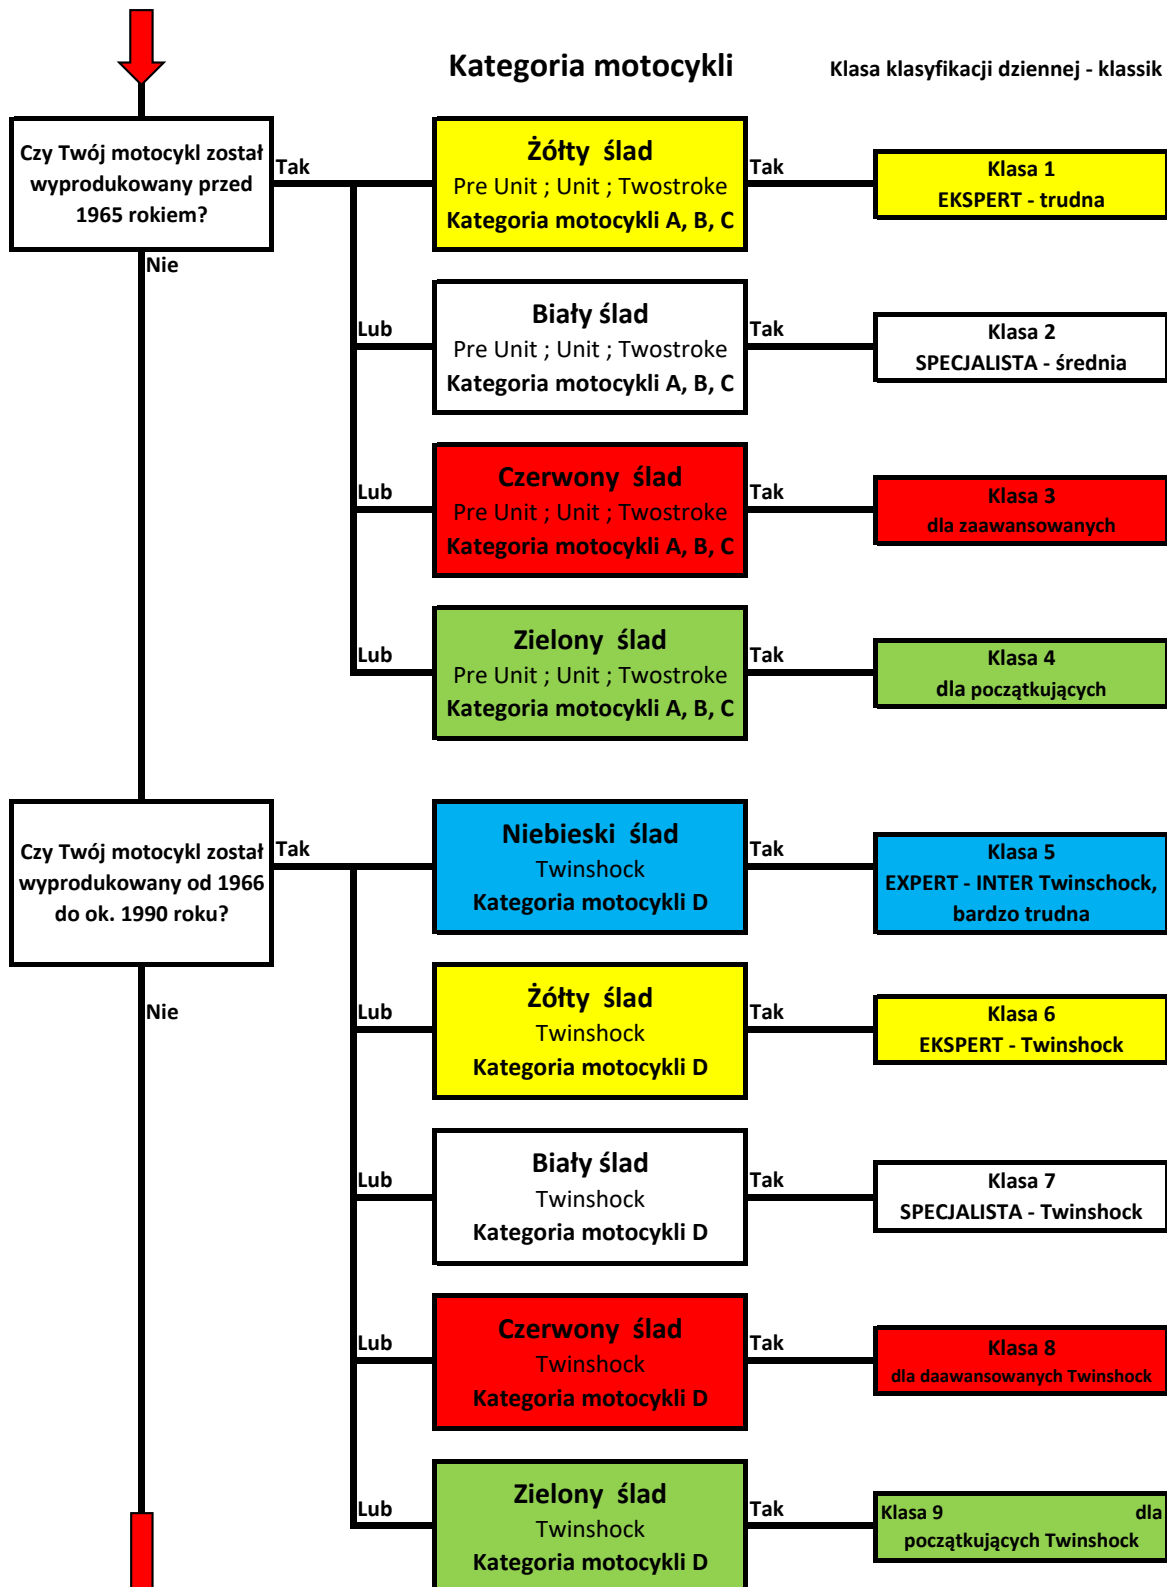 Kategoria motocykli
Klasa klasyfikacji dziennej - klassik
Czy Twój motocykl został
wyprodukowany przed
1965 rokiem?
Tak
Żółty ślad
Pre Unit ; Unit ; Twostroke
Kategoria motocykli A, B, C
Tak
Klasa 1
EKSPERT - trudna
Nie
Lub
Biały ślad
Pre Unit ; Unit ; Twostroke
Kategoria motocykli A, B, C
Tak
Klasa 2
SPECJALISTA - średnia
Lub
Czerwony ślad
Pre Unit ; Unit ; Twostroke
Kategoria motocykli A, B, C
Tak
Klasa 3
dla zaawansowanych
Lub
Zielony ślad
Pre Unit ; Unit ; Twostroke
Kategoria motocykli A, B, C
Tak
Klasa 4
dla początkujących
Czy Twój motocykl został
wyprodukowany od 1966
do ok. 1990 roku?
Tak
Niebieski ślad
Twinshock
Kategoria motocykli D
Tak
Klasa 5
EXPERT - INTER Twinschock,
bardzo trudna
Nie
Lub
Żółty ślad
Twinshock
Kategoria motocykli D
Tak
Klasa 6
EKSPERT - Twinshock
Lub
Biały ślad
Twinshock
Kategoria motocykli D
Tak
Klasa 7
SPECJALISTA - Twinshock
Lub
Czerwony ślad
Twinshock
Kategoria motocykli D
Tak
Klasa 8
dla daawansowanych Twinshock
Lub
Zielony ślad
Twinshock
Kategoria motocykli D
Tak
Klasa 9 dla
początkujących Twinshock